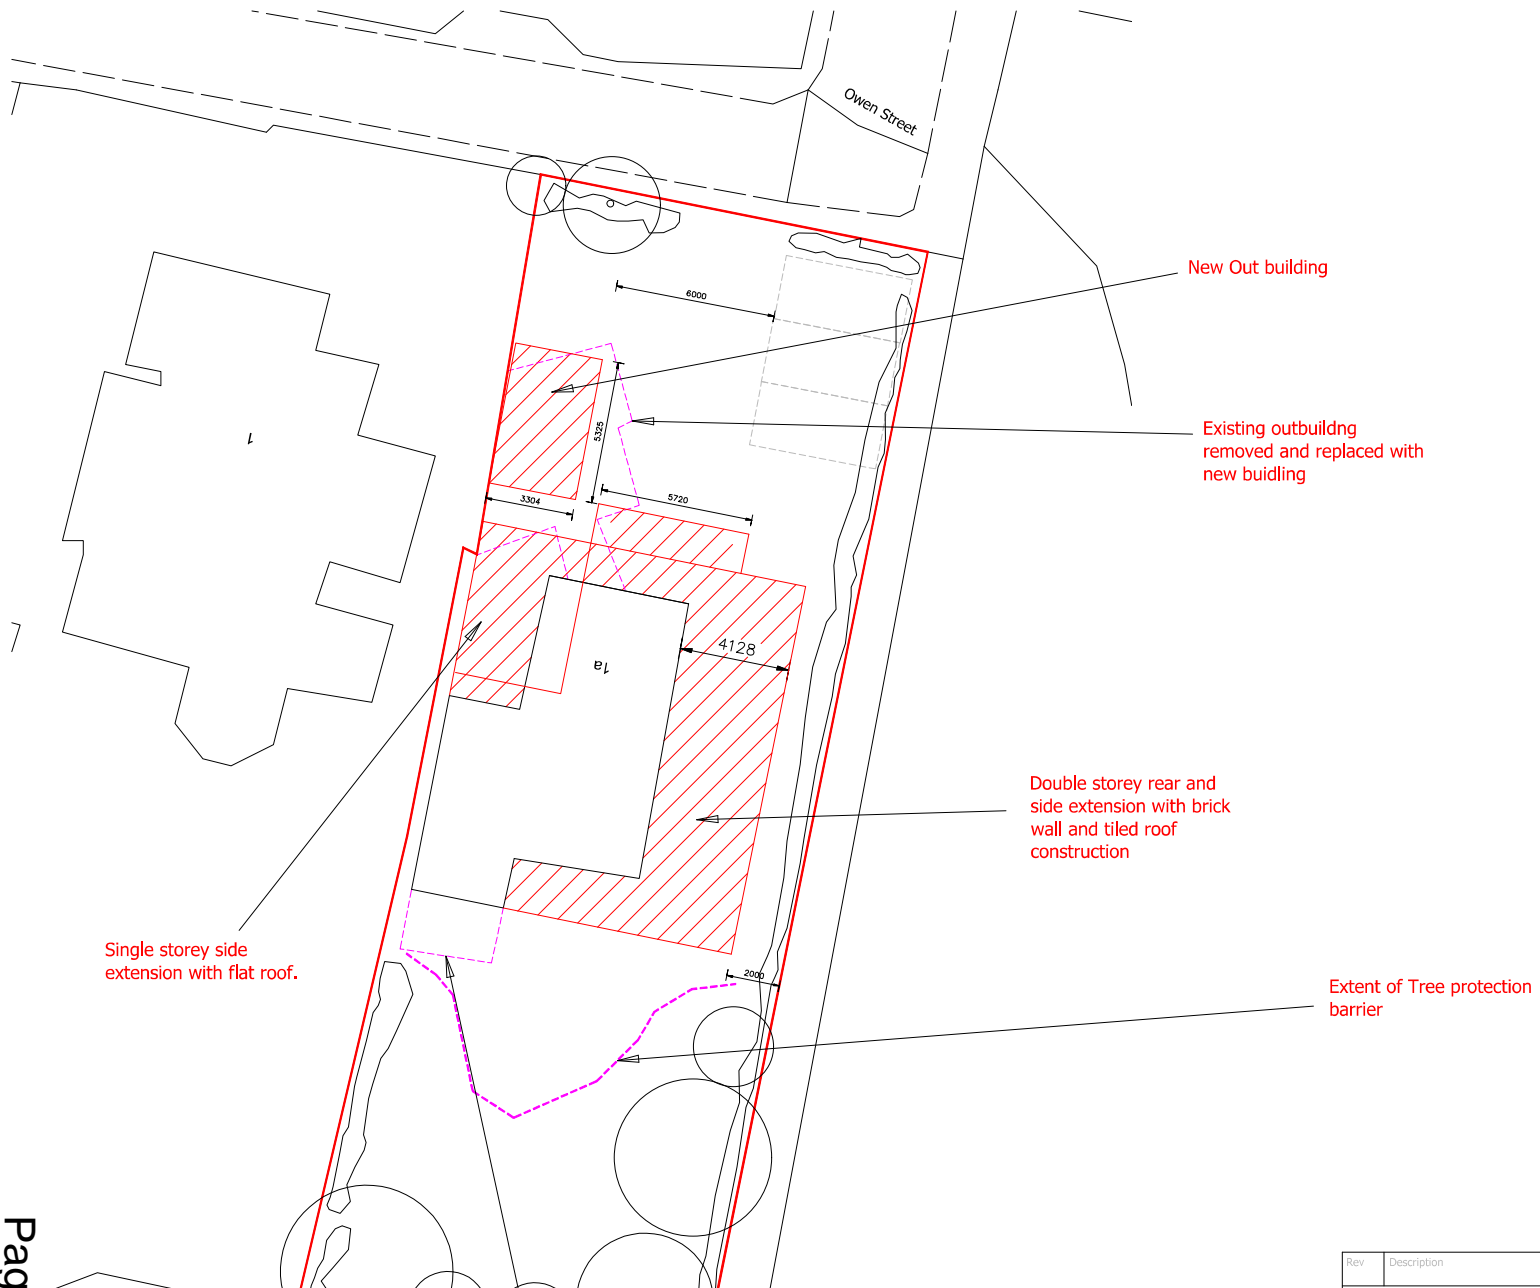 Owen Street
New Out building
6000
Existing outbuildng
removed and replaced with
new buidling
1
5325
3304
5720
4128
1a
Double storey rear and
side extension with brick
wall and tiled roof
construction
Single storey side
extension with flat roof.
2000
Extent of Tree protection
barrier
Pag
Rev Description